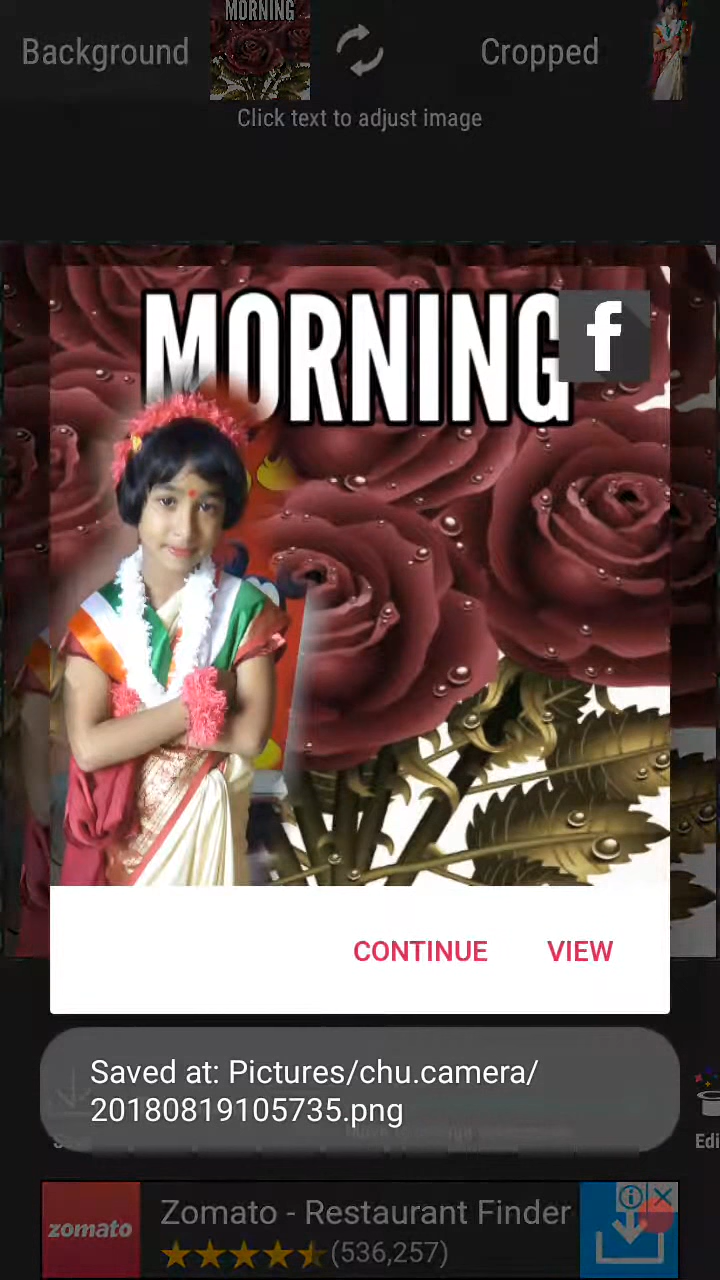 MORNING
Background
Cropped
Click text to adjust image
MORNING
f
CONTINUE
VIEW
Saved at: Pictures/chu.camera/
20180819105735.png
Edi
zomato
Zomato - Restaurant Finder
(536,257)